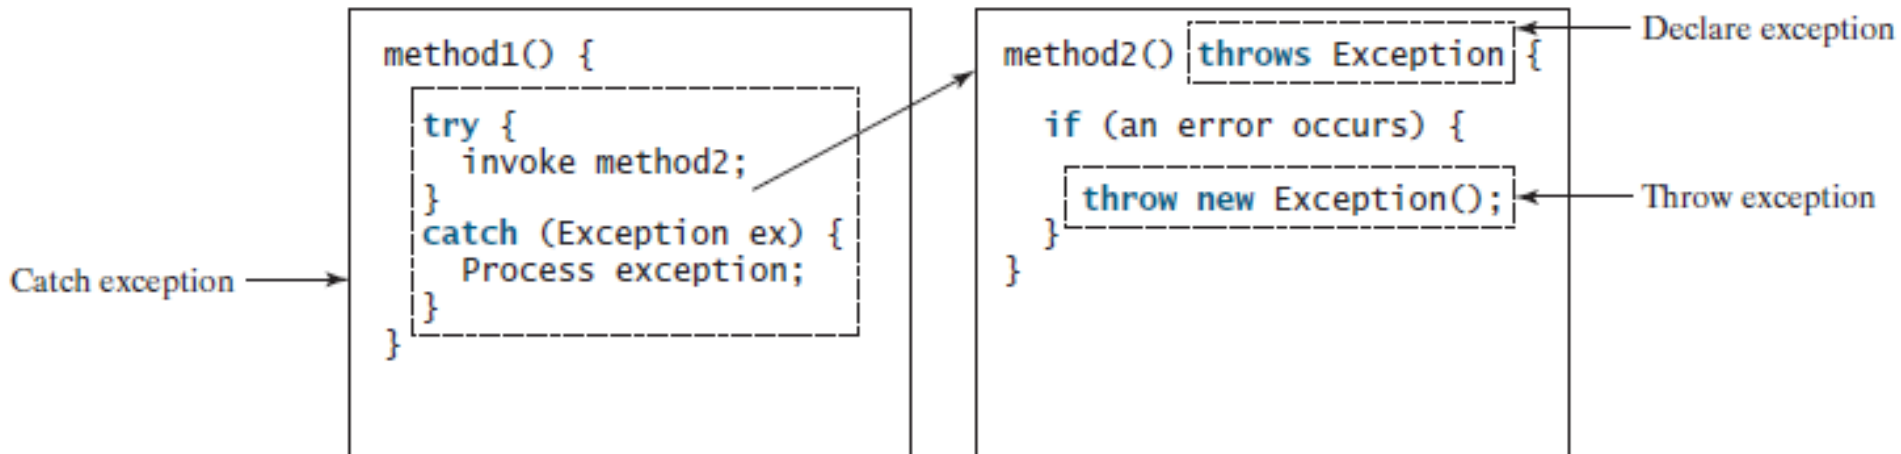 Catch exception
method1() {
try {
invoke method2;
}
catch (Exception ex) {
Process exception;
}
}
method2() throws Exception {
if (an error occurs) {
throw new Exception();
}
}
Declare exception
Throw exception